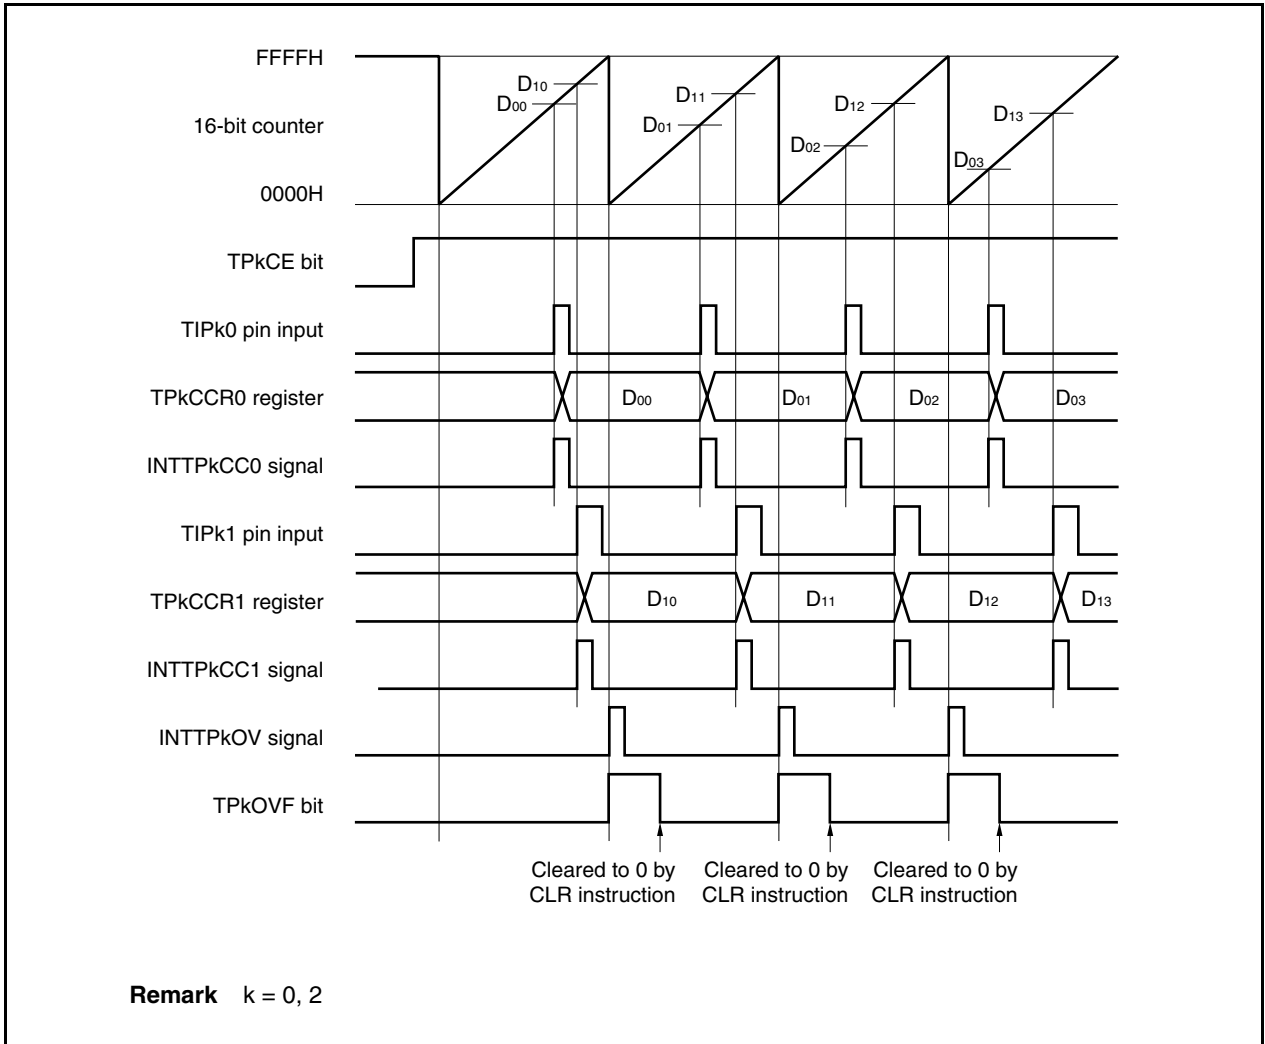 FFFFH
16-bit counter
0000H
D10
D00
D11
D01
D12
D02
D13
D03
TPkCE bit
TIPk0 pin input
TPkCCR0 register
D00
D01
D02
D03
INTTPkCC0 signal
TIPk1 pin input
TPkCCR1 register
D10
D11
D12
D13
INTTPkCC1 signal
INTTPkOV signal
TPkOVF bit
Cleared to 0 by
CLR instruction
Cleared to 0 by
CLR instruction
Cleared to 0 by
CLR instruction
Remark k = 0, 2